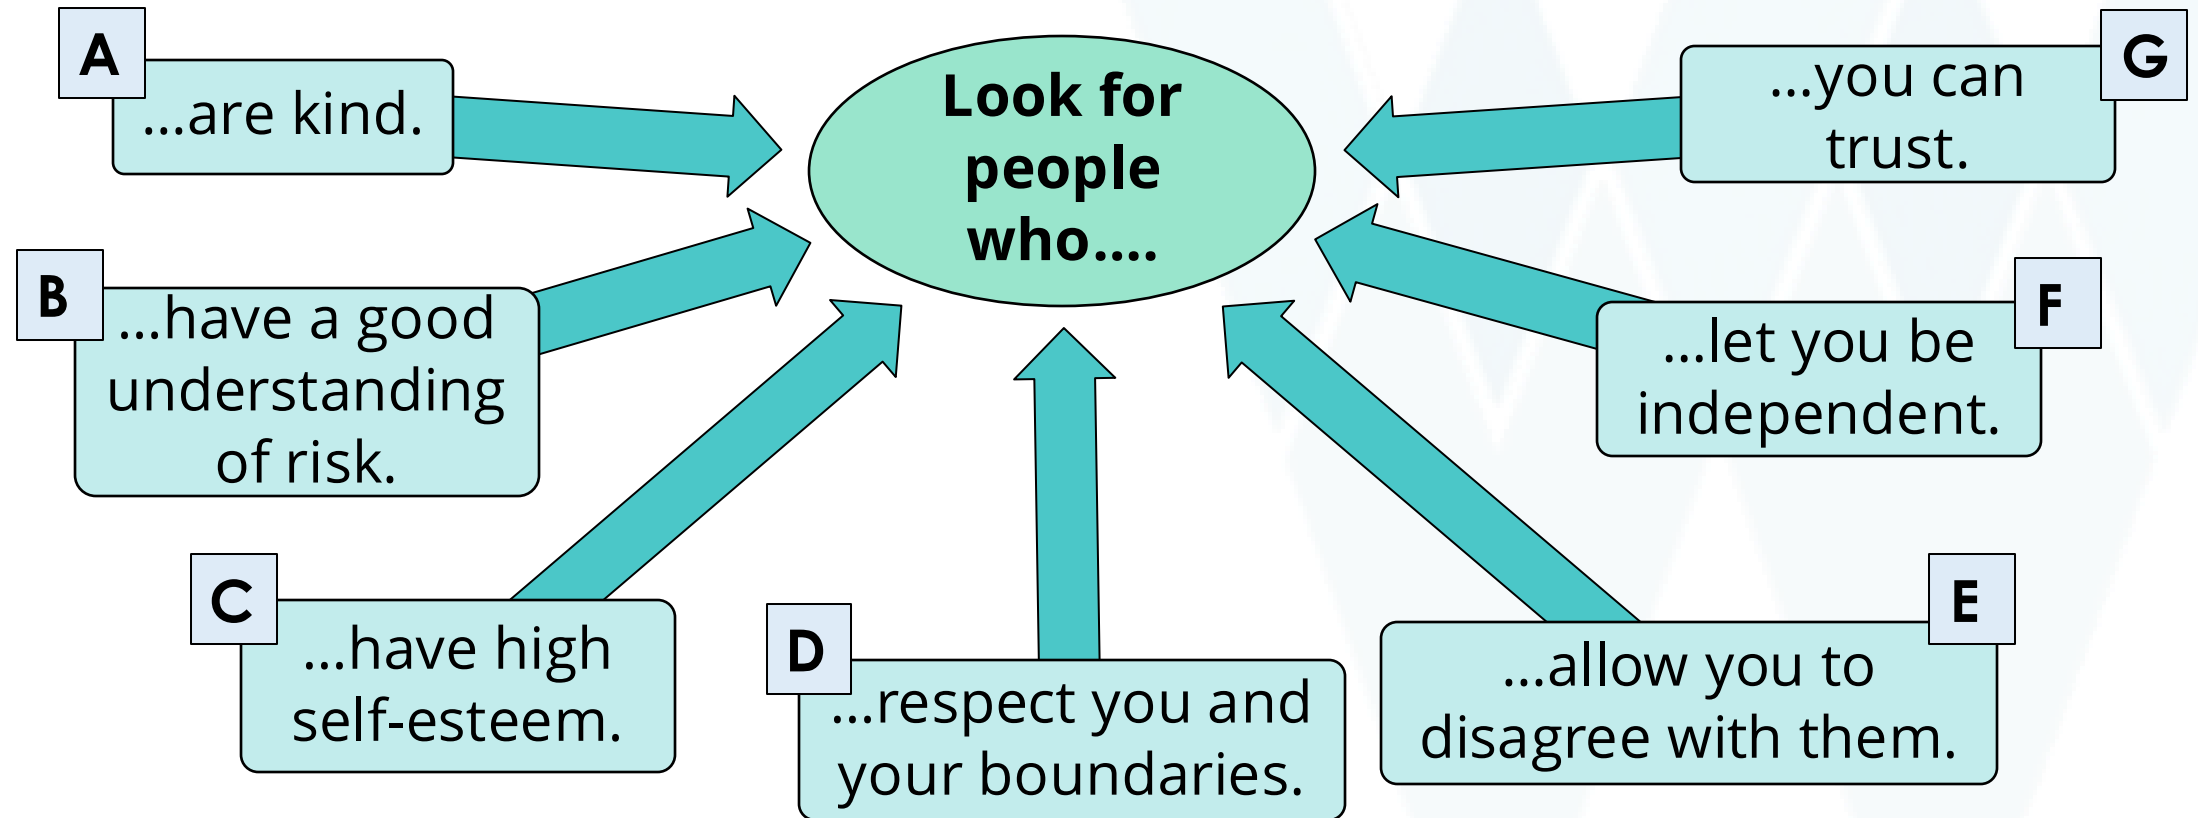 Look for
people
who....
A
...are kind.
B
...have a good
understanding
of risk.
C
...have high
self-esteem.
D
...respect you and
your boundaries.
E
...allow you to
disagree with them.
F
...let you be
independent.
G
...you can
trust.